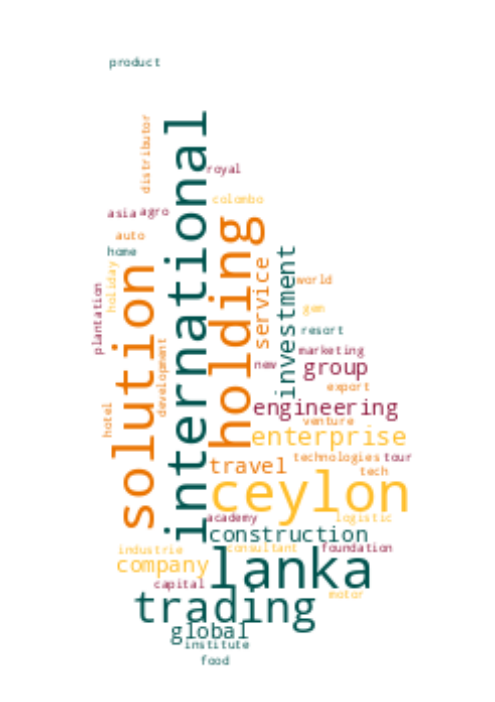 product
distributor
international
royal
colombo
asia
agro
auto
home
holding
service
investment
holiday
solution
plantation
world
gem
resort
development
marketing
new
group
export
hotel
engineering
venture
enterprise
travel
technologies
tour
tech
ceylon
academy
logistic
construction
industrie
consultant
foundation
company
lanka
capital
motor
trading
global
institute
food